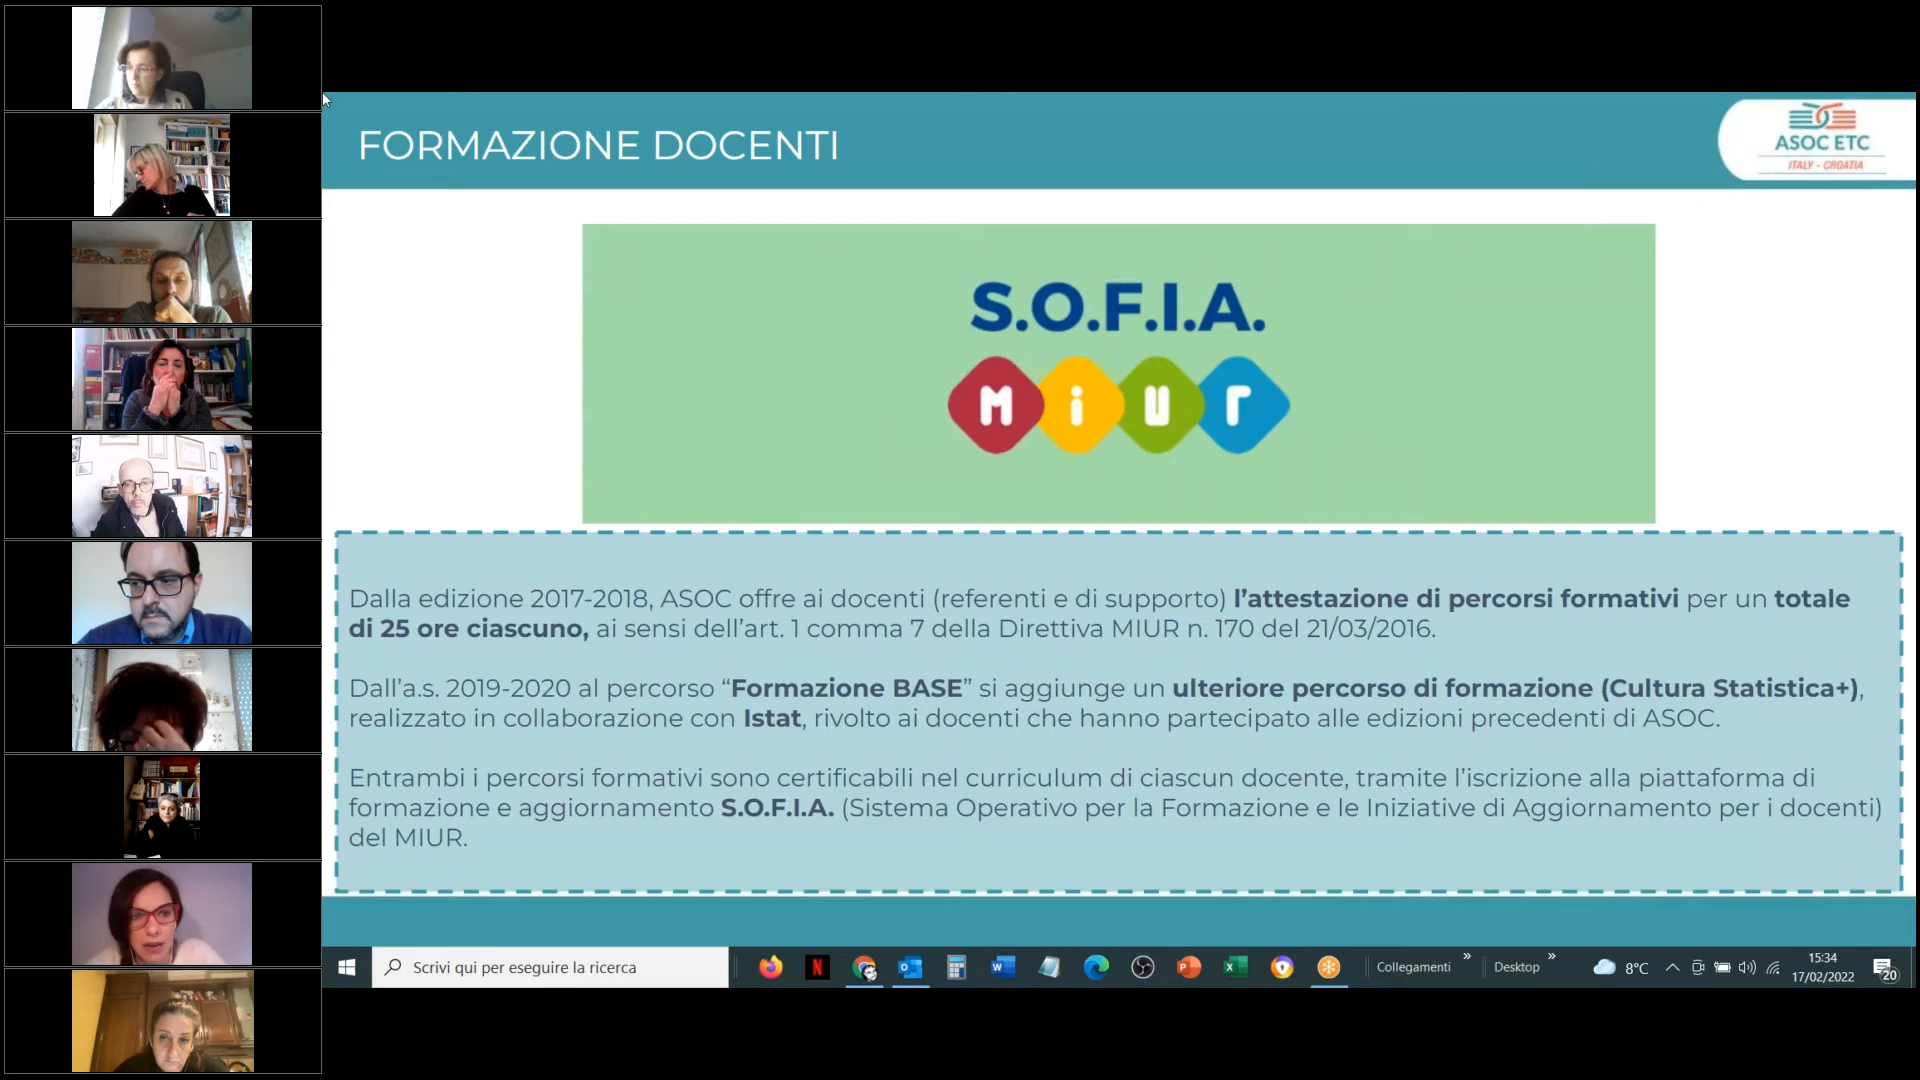 FORMAZIONE DOCENTI
ASOC ETC
ITALY - CROATIA
S.O.F.I.A.
MiUr
Dalla edizione 2017-2018, ASOC offre ai docenti (referenti e di supporto) l’attestazione di percorsi formativi per un totale
di 25 ore ciascuno, ai sensi dell’art. 1 comma 7 della Direttiva MIUR n. 170 del 21/03/2016.
Dall’a.s. 2019-2020 al percorso “Formazione BASE” si aggiunge un ulteriore percorso di formazione (Cultura Statistica+),
realizzato in collaborazione con Istat, rivolto ai docenti che hanno partecipato alle edizioni precedenti di ASOC.
Entrambi i percorsi formativi sono certificabili nel curriculum di ciascun docente, tramite l’iscrizione alla piattaforma di
formazione e aggiornamento S.O.F.I.A. (Sistema Operativo per la Formazione e le Iniziative di Aggiornamento per i docenti)
del MIUR.
Scrivi qui per eseguire la ricerca
N
Collegamenti
Desktop
8°C
15:34
17/02/2022
20